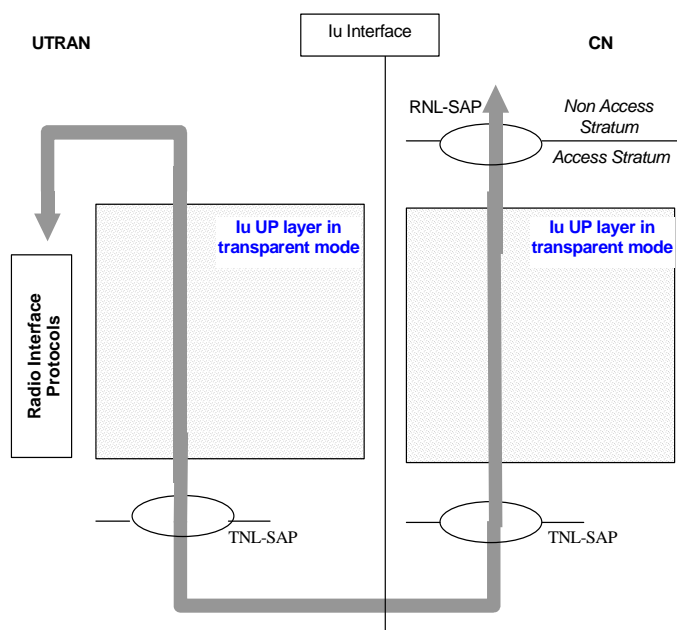 Iu Interface
UTRAN
CN
RNL-SAP
Non Access
Stratum
Access Stratum
Iu UP layer in
transparent mode
Iu UP layer in
transparent mode
Radio Interface
Protocols
TNL-SAP
TNL-SAP